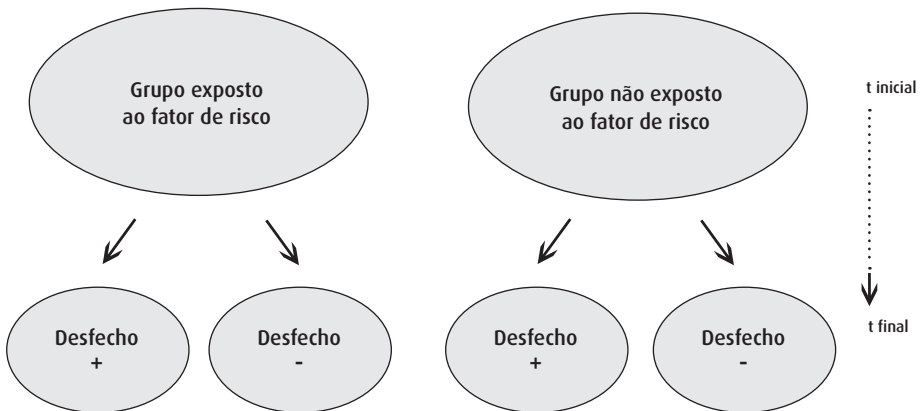 Grupo exposto
ao fator de risco
Grupo não exposto
ao fator de risco
t inicial
Desfecho
+
Desfecho
-
Desfecho
+
Desfecho
-
t final